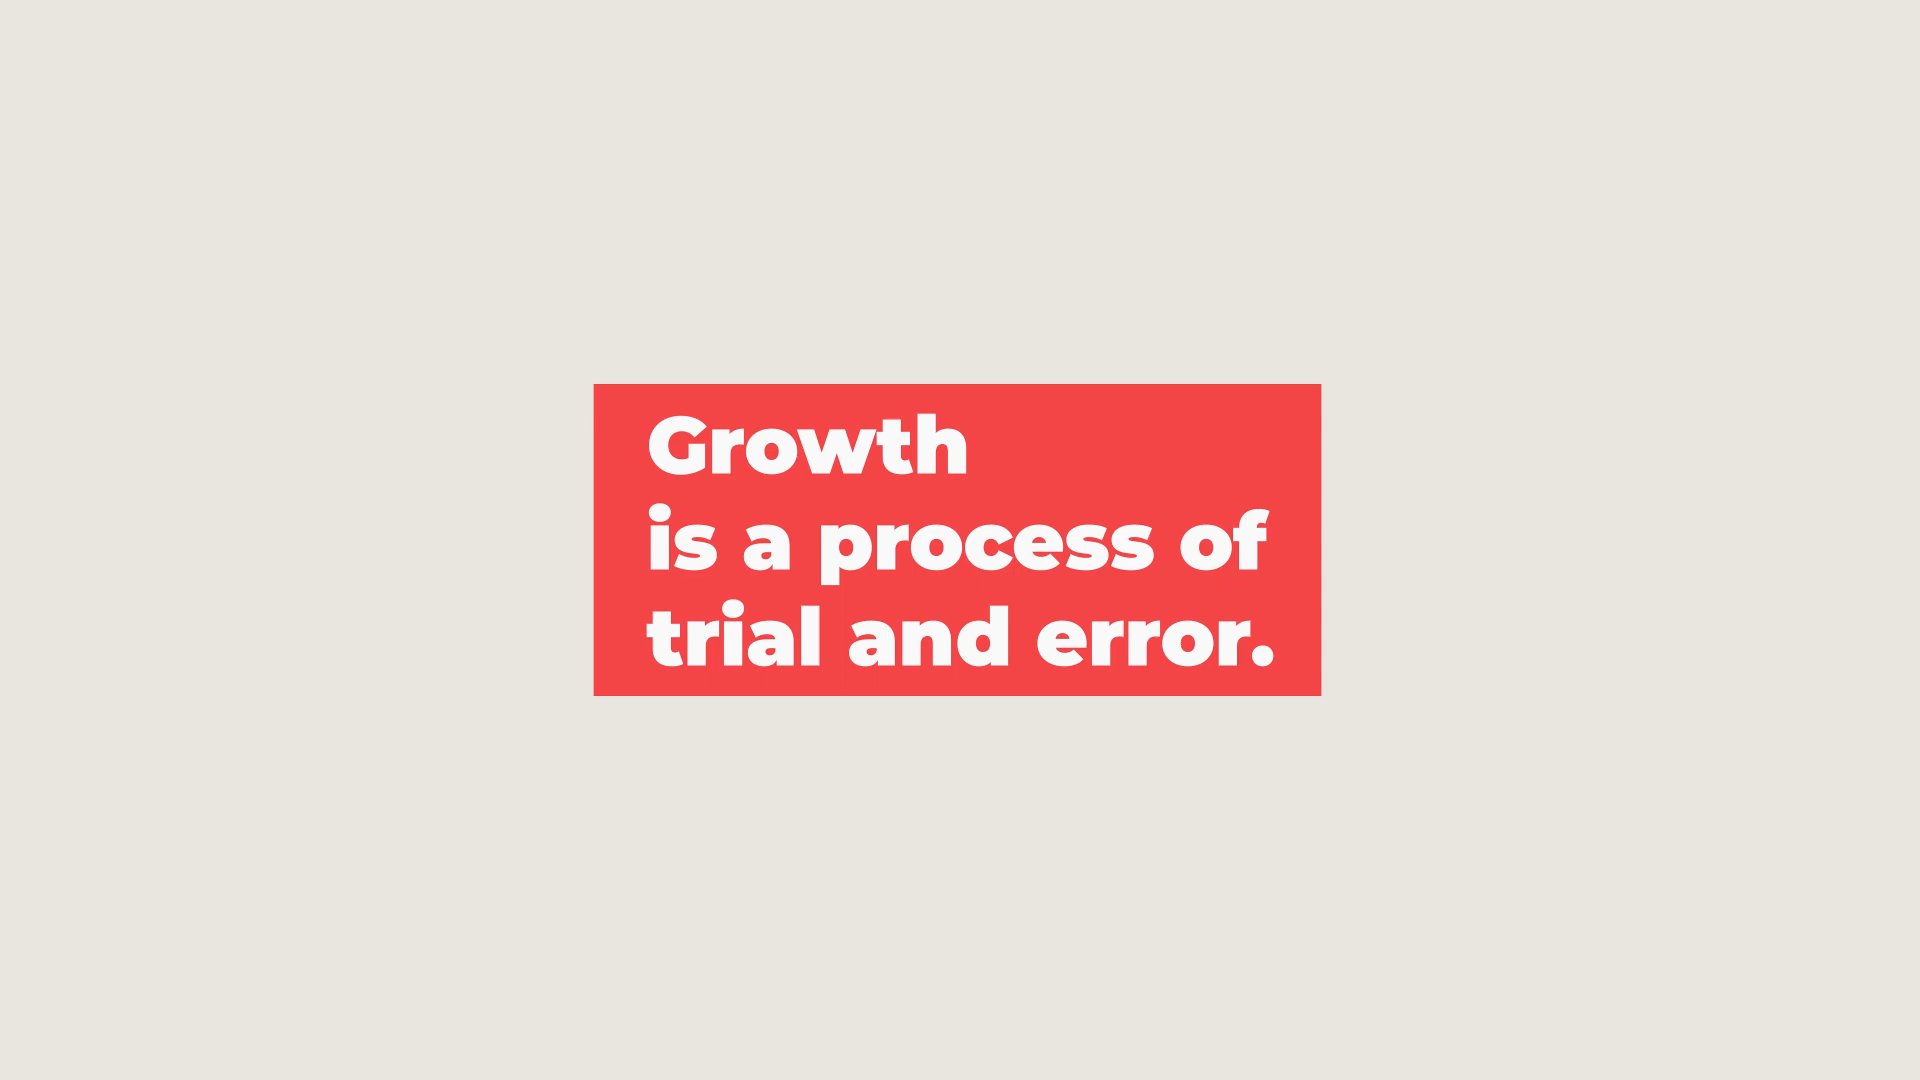 Growth
is a process of
trial and error.